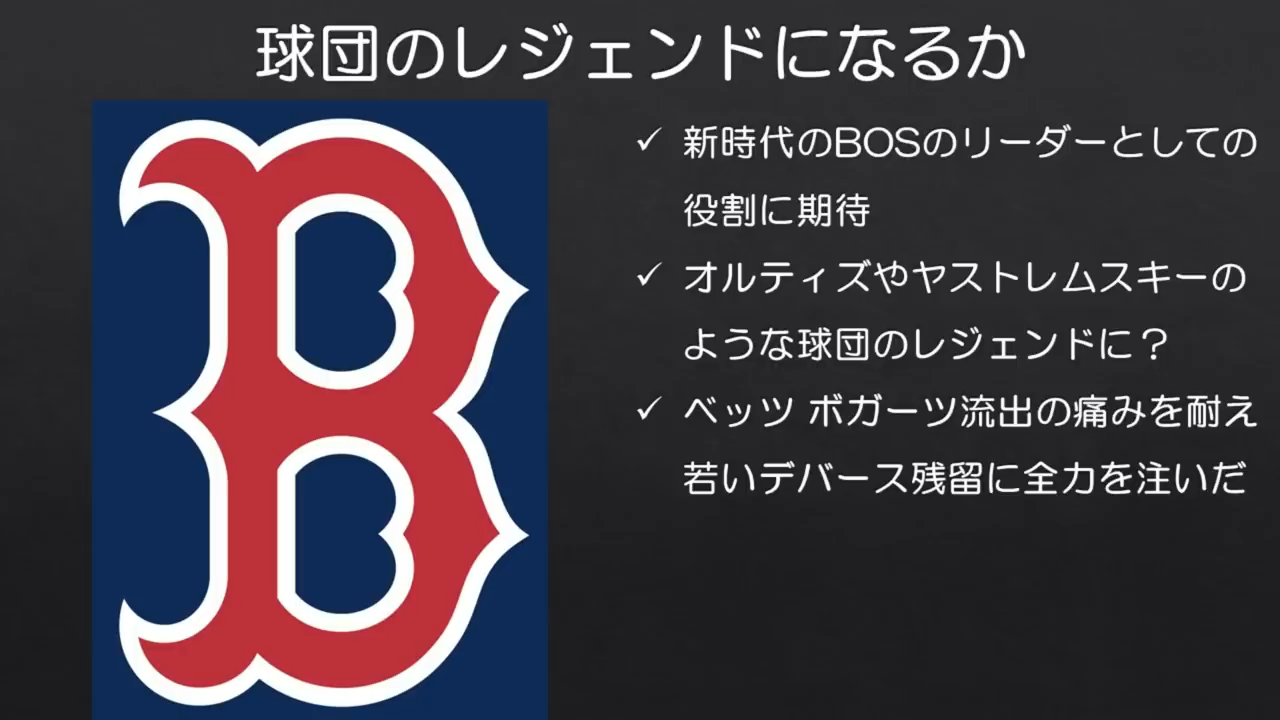 球団のレジェンドになるか
B
新時代のBOSのリーダーとしての
役割に期待
オルティズやヤストレムスキーの
ような球団のレジェンドに？
ベッツ ボガーツ流出の痛みを耐え
若いデバース残留に全力を注いだ